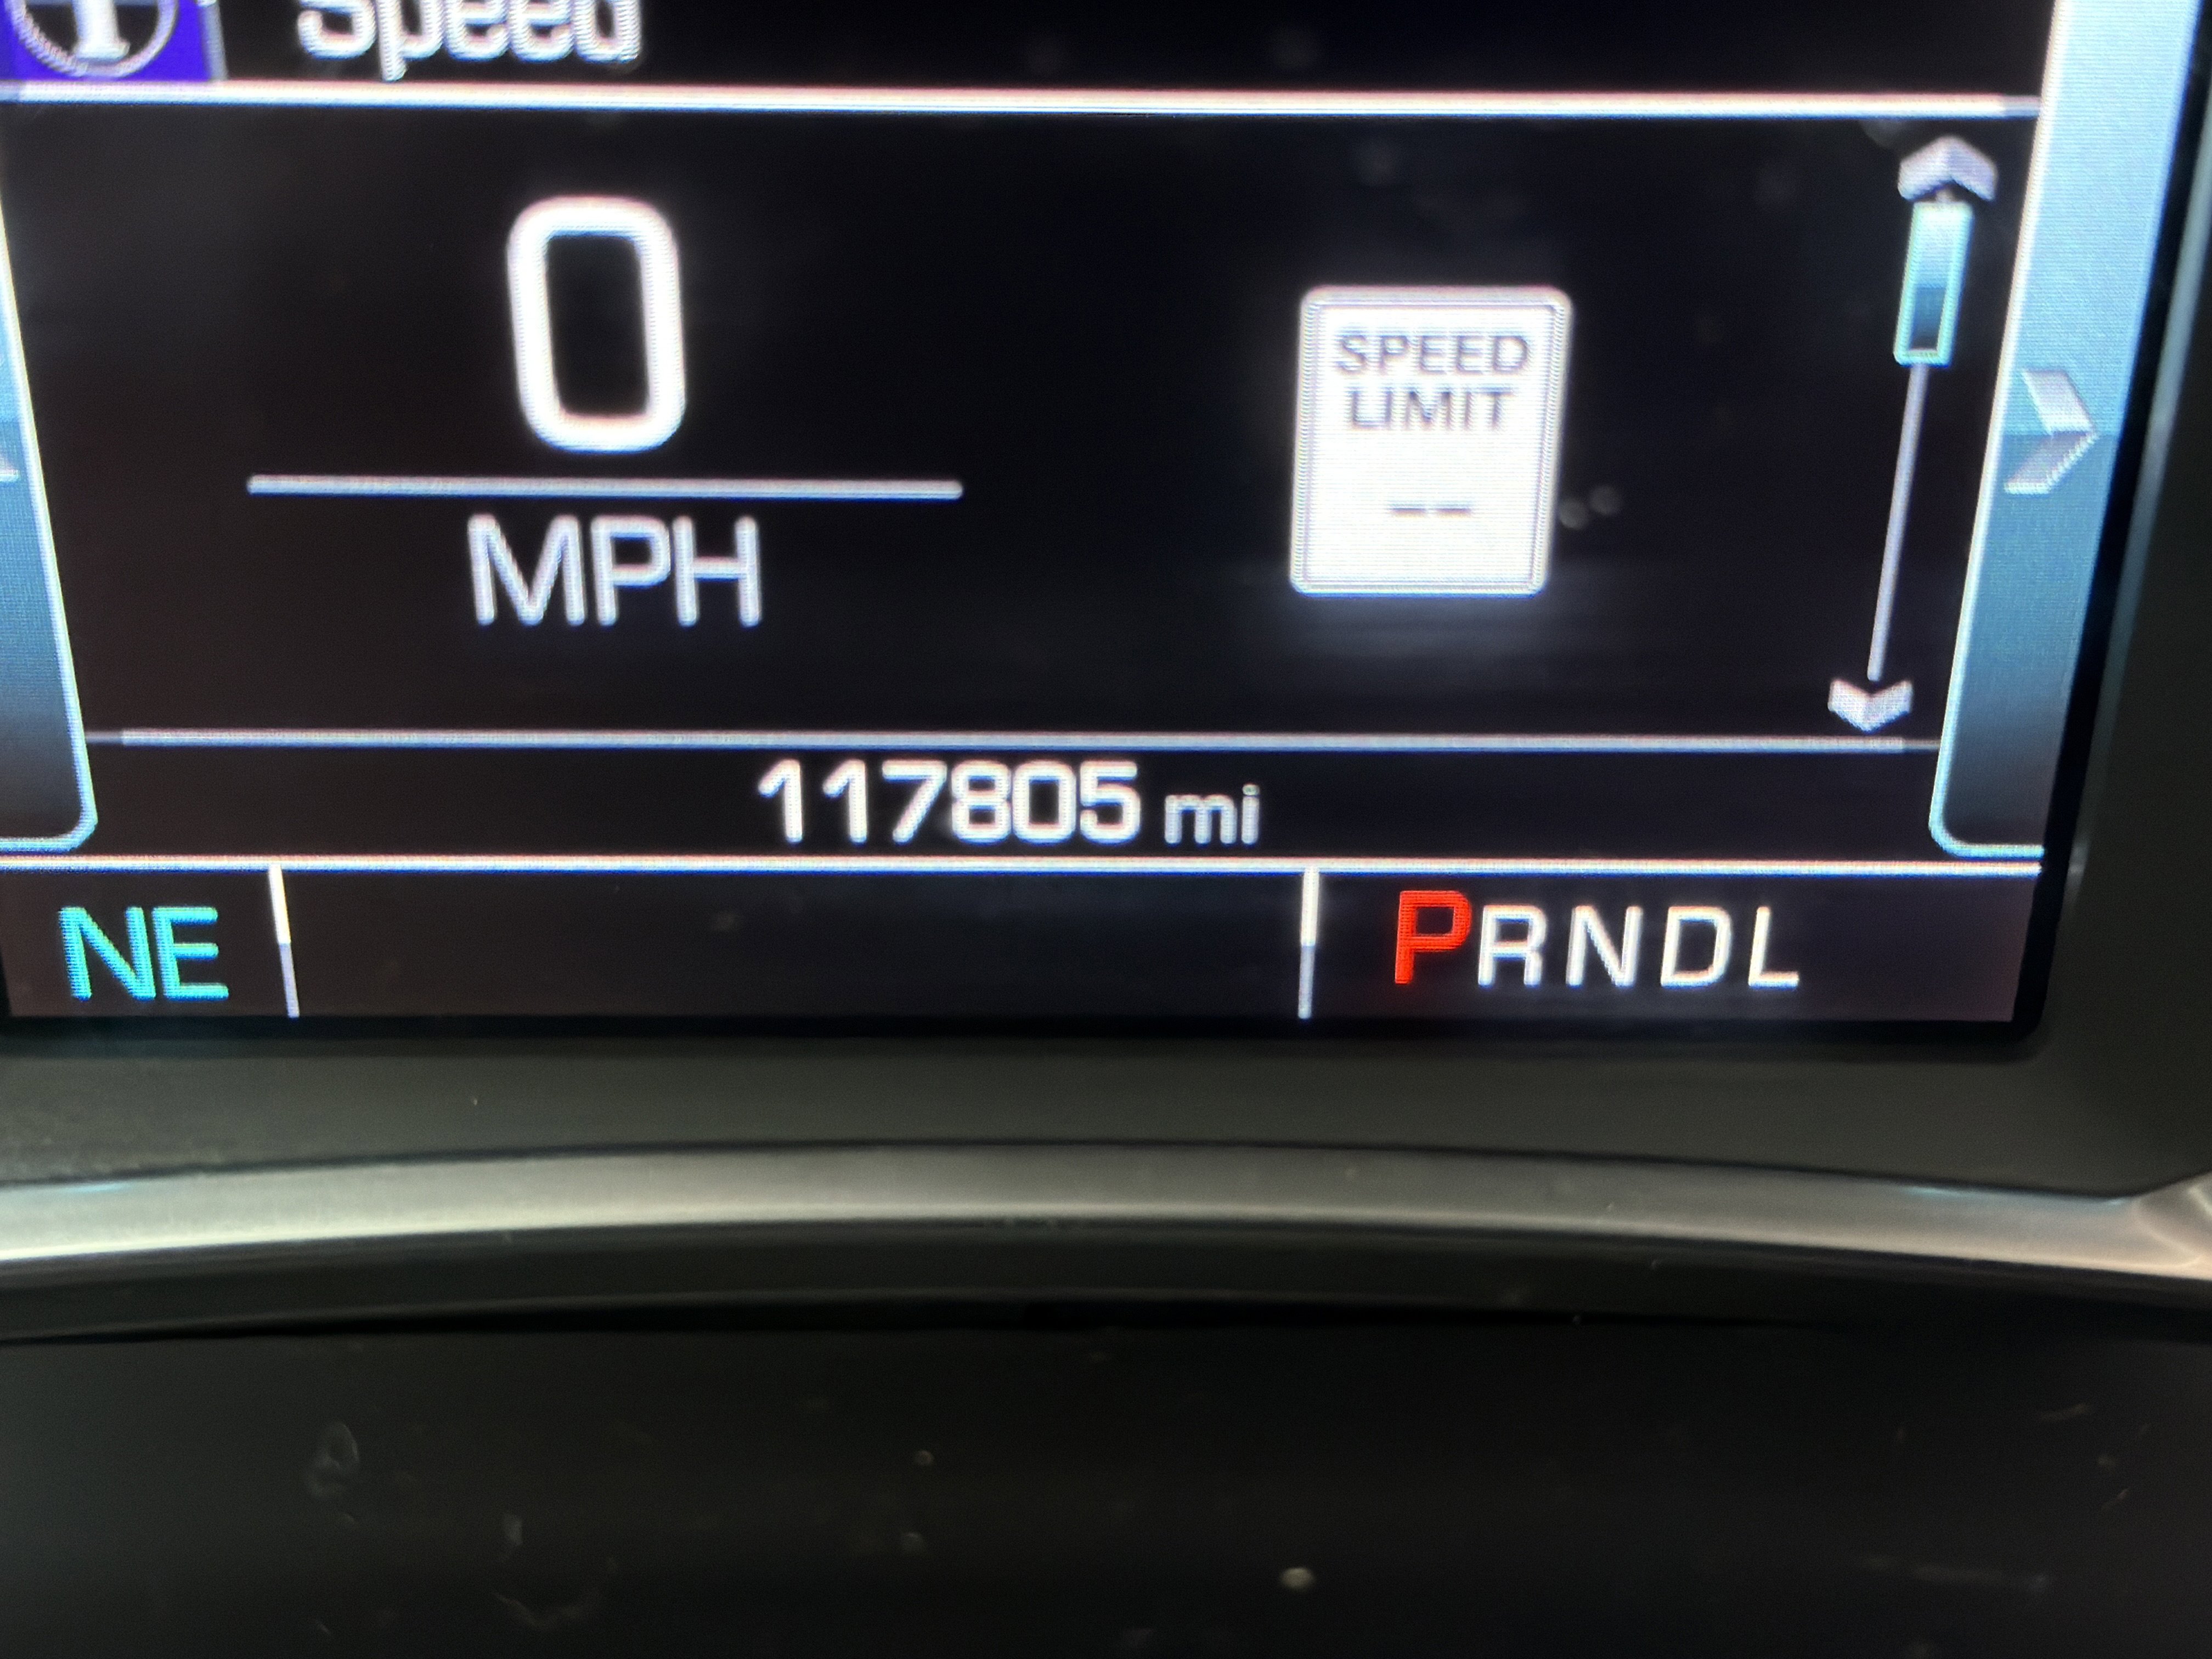 Speed
0
MPH
SPEED
LIMIT
--
117805 mi
NE
PRNDL